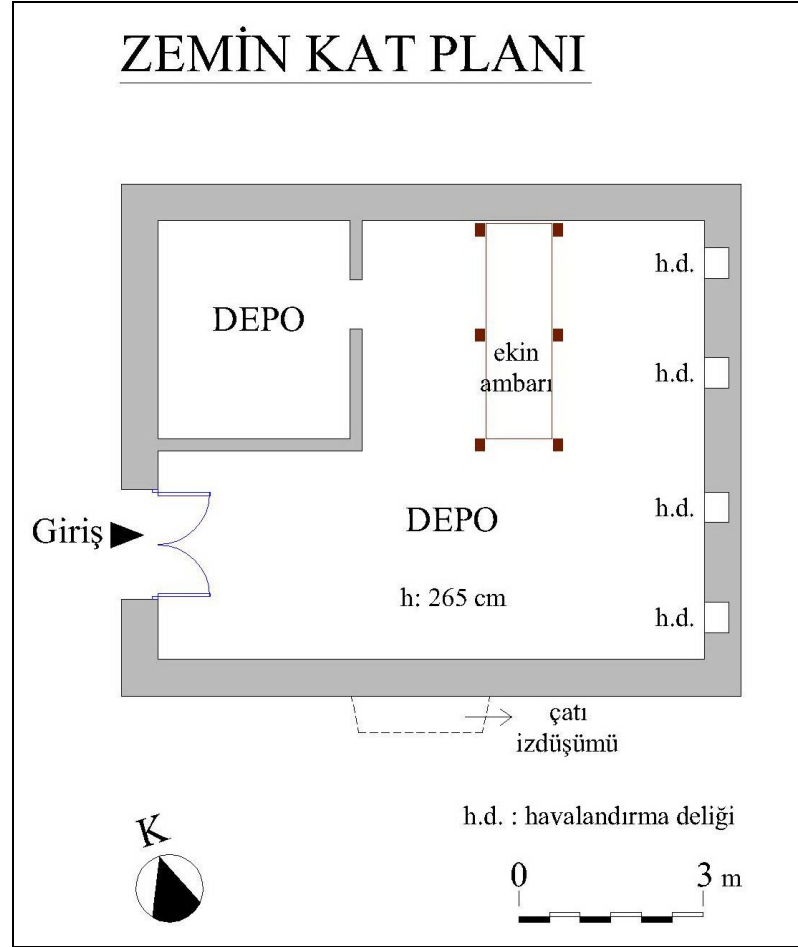 ZEMİN KAT PLANI
h.d.
DEPO
ekin
ambarı
h.d.
Giriş
DEPO
h.d.
h: 265 cm
h.d.
çatı
izdüşümü
K
h.d. : havalandırma deliği
0 3 m